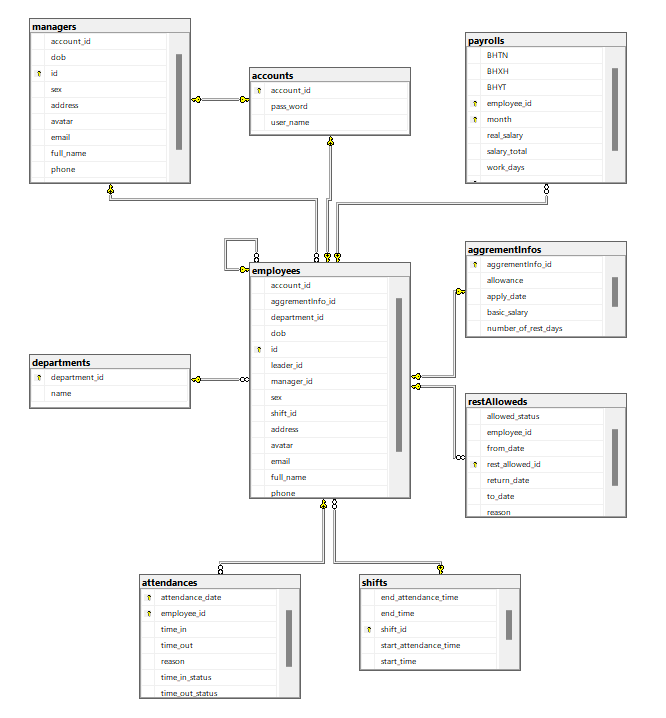 managers
account_id
dob
id
sex
address
avatar
email
full_name
phone
accounts
account_id
pass_word
user_name
payrolls
BHTN
BHXH
BHYT
employee_id
month
real_salary
salary_total
work_days
employees
account_id
aggrementInfo_id
department_id
dob
id
leader_id
manager_id
sex
shift_id
address
avatar
email
full_name
phone
aggrementInfos
aggrementInfo_id
allowance
apply_date
basic_salary
number_of_rest_days
departments
department_id
name
restAlloweds
allowed_status
employee_id
from_date
rest_allowed_id
return_date
to_date
reason
attendances
attendance_date
employee_id
time_in
time_out
reason
time_in_status
time_out_status
shifts
end_attendance_time
end_time
shift_id
start_attendance_time
start_time